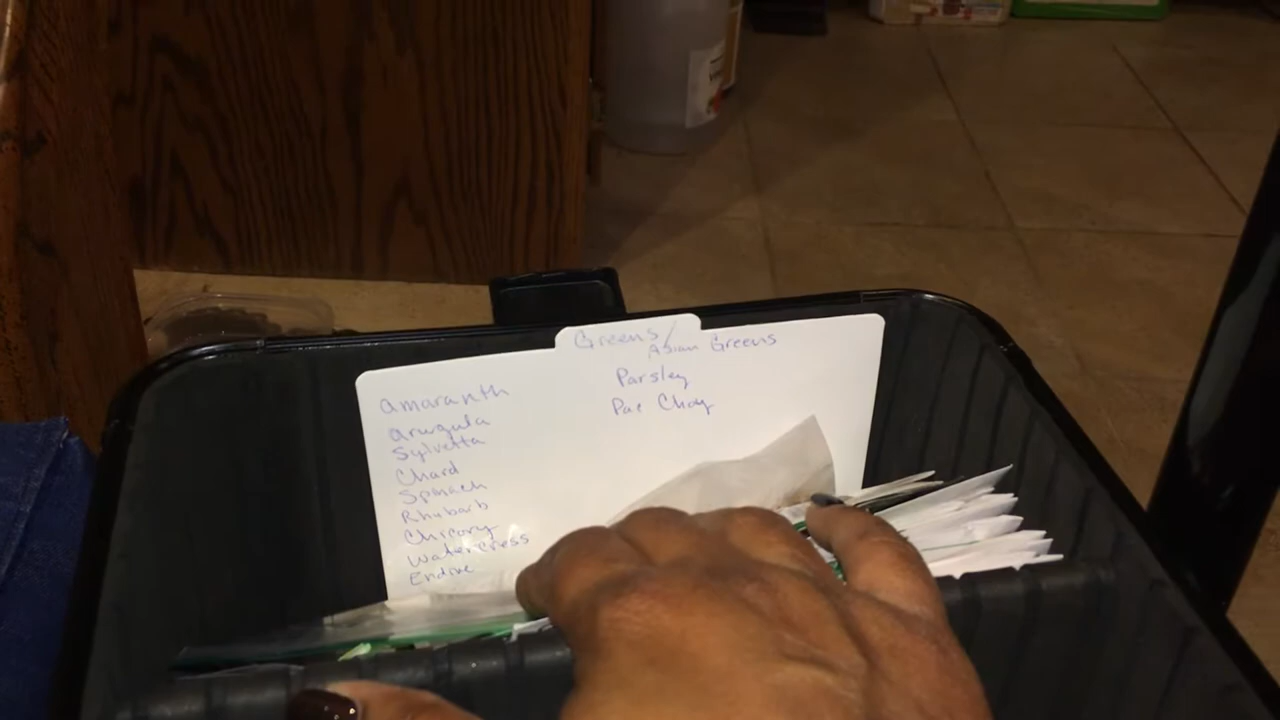 Greens/
Asian Greens
amaranth
arugula
Sylvetta
Chard
Spinach
Rhubarb
Chicory
Watercress
Endive
Parsley
Pac Choy